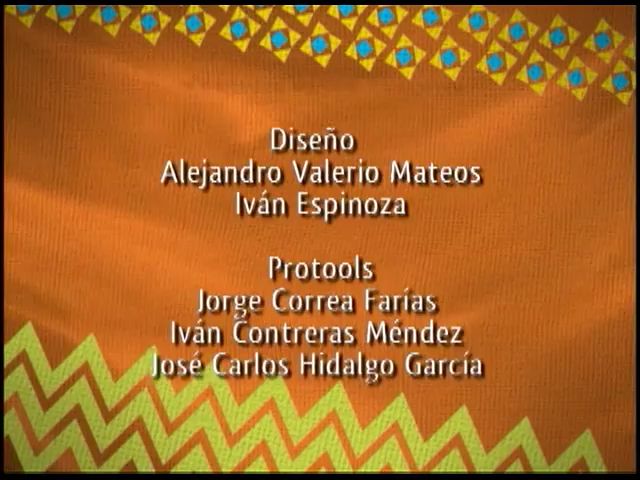 Diseño
Alejandro Valerio Mateos
Iván Espinoza
Protools
Jorge Correa Farías
Iván Contreras Méndez
José Carlos Hidalgo García